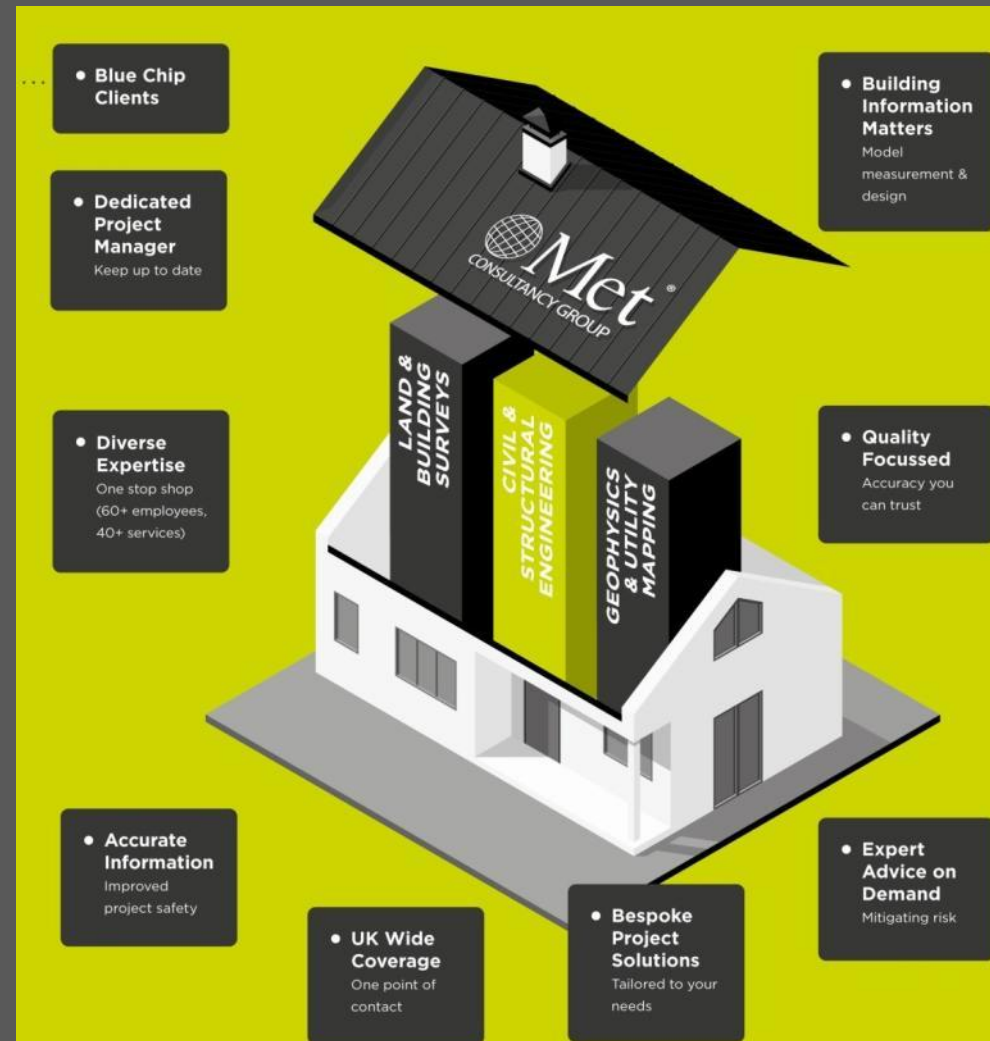 Blue Chip
Clients
Building
Information
Matters
Model
measurement &
design
Dedicated
Project
Manager
Keep up to date
Met ®
CONSULTANCY GROUP
LAND &
BUILDING
SURVEYS
CIVIL &
STRUCTURAL
ENGINEERING
GEOPHYSICS
& UTILITY
MAPPING
Diverse
Expertise
One stop shop
(60+ employees,
40+ services)
Quality
Focussed
Accuracy you
can trust
Accurate
Information
Improved
project safety
UK Wide
Coverage
One point of
contact
Bespoke
Project
Solutions
Tailored to your
needs
Expert
Advice on
Demand
Mitigating risk